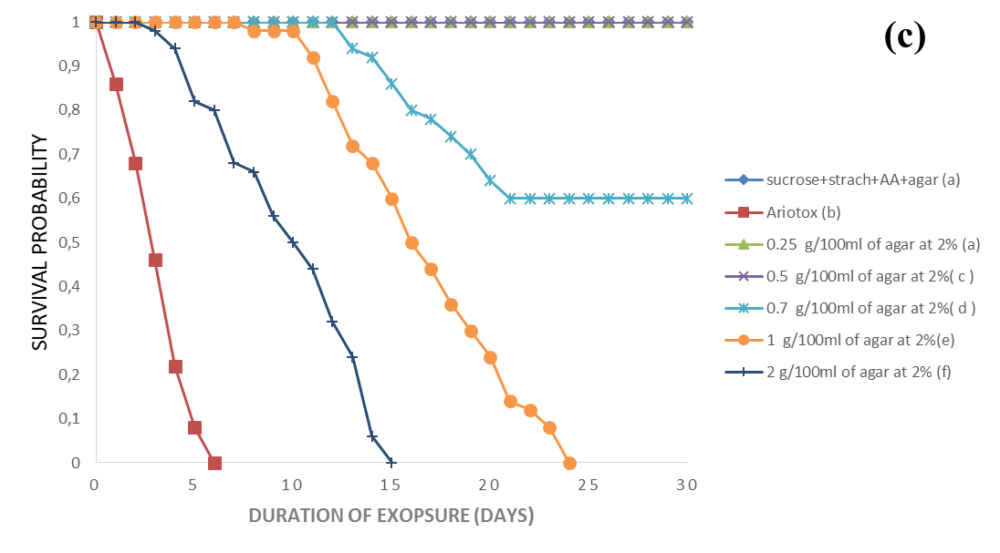 (c)
SURVIVAL PROBABILITY
1
0,9
0,8
0,7
0,6
0,5
0,4
0,3
0,2
0,1
0
0 5 10 15 20 25 30
DURATION OF EXOPSURE (DAYS)
sucrose+strach+AA+agar (a)
Ariotox (b)
0.25 g/100ml of agar at 2% (a)
0.5 g/100ml of agar at 2%( c )
0.7 g/100ml of agar at 2%( d )
1 g/100ml of agar at 2%(e)
2 g/100ml of agar at 2% (f)